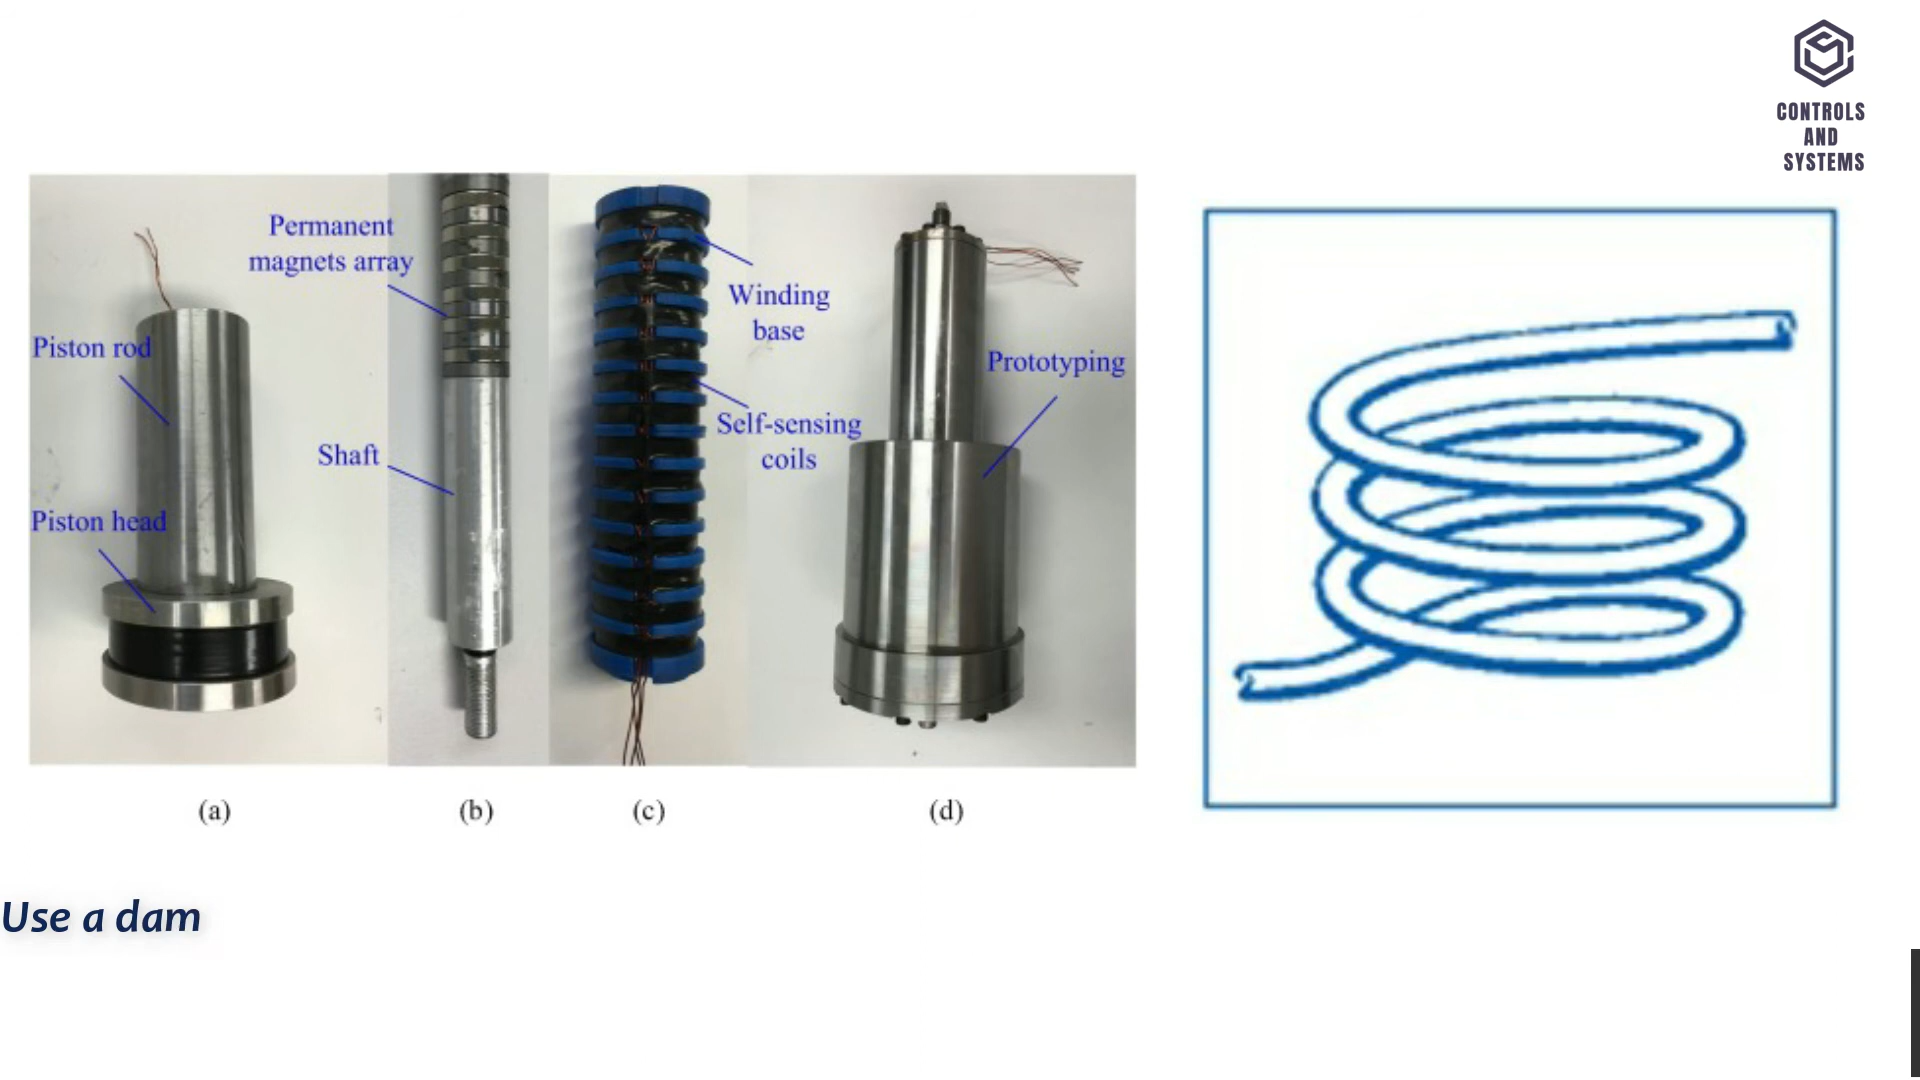 CONTROLS
AND
SYSTEMS
Permanent
magnets array
Piston rod
Shaft
Piston head
Winding
base
Self-sensing
coils
Prototyping
(a)
(b)
(c)
(d)
Use a dam